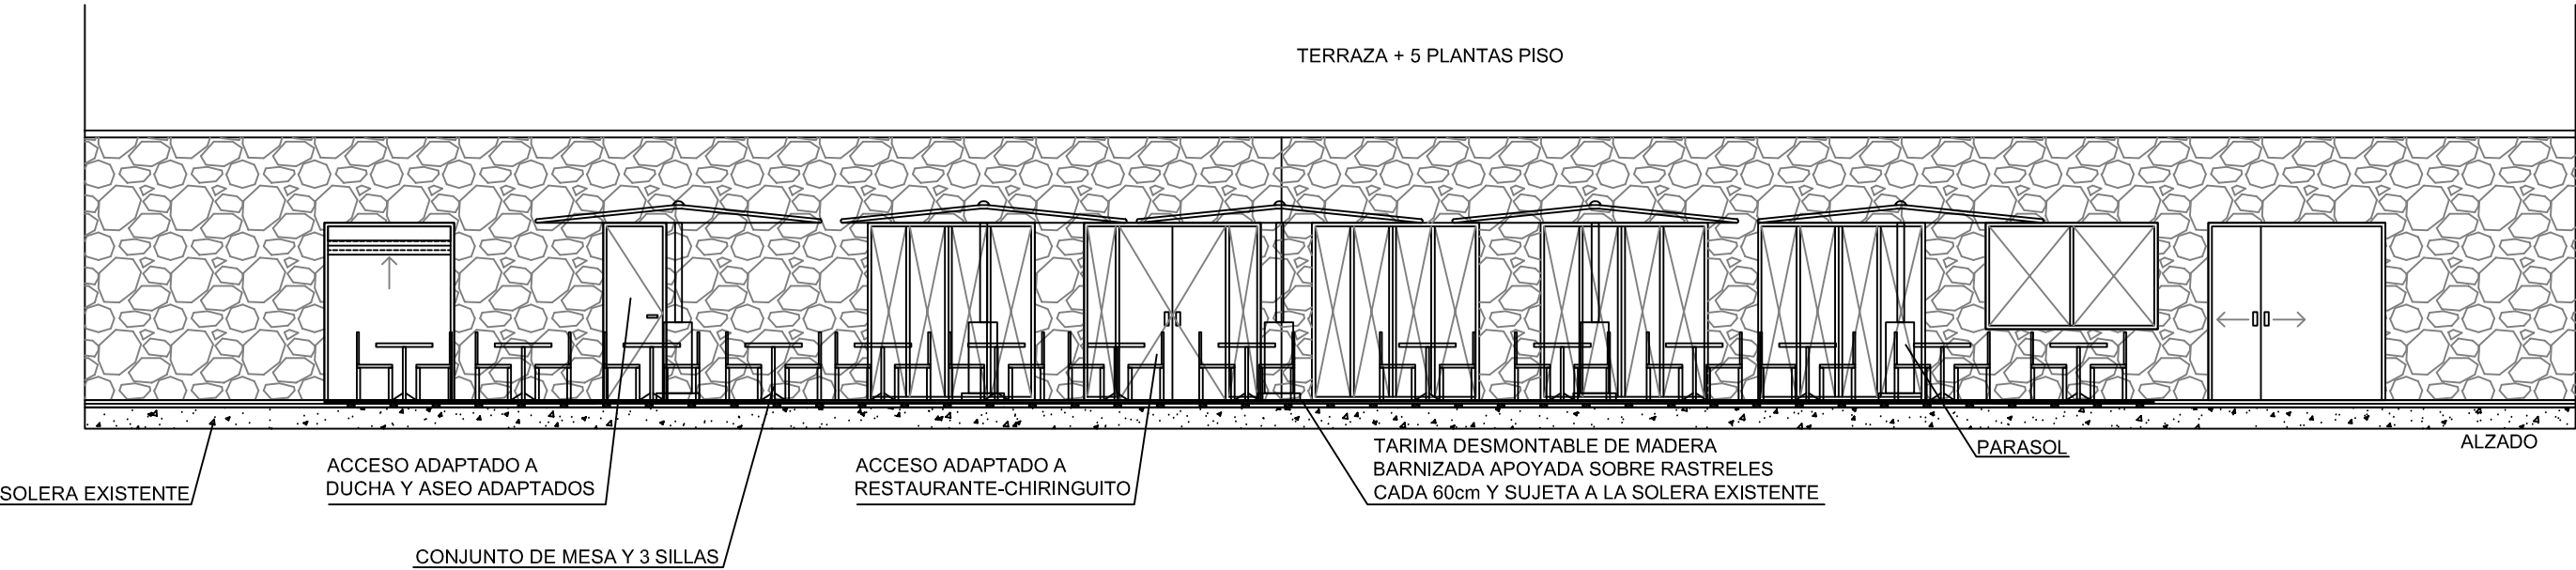 TERRAZA + 5 PLANTAS PISO
SOLERA EXISTENTE
ACCESO ADAPTADO A
DUCHA Y ASEO ADAPTADOS
CONJUNTO DE MESA Y 3 SILLAS
ACCESO ADAPTADO A
RESTAURANTE-CHIRINGUITO
TARIMA DESMONTABLE DE MADERA
BARNIZADA APOYADA SOBRE RASTRELES
CADA 60cm Y SUJETA A LA SOLERA EXISTENTE
PARASOL
ALZADO